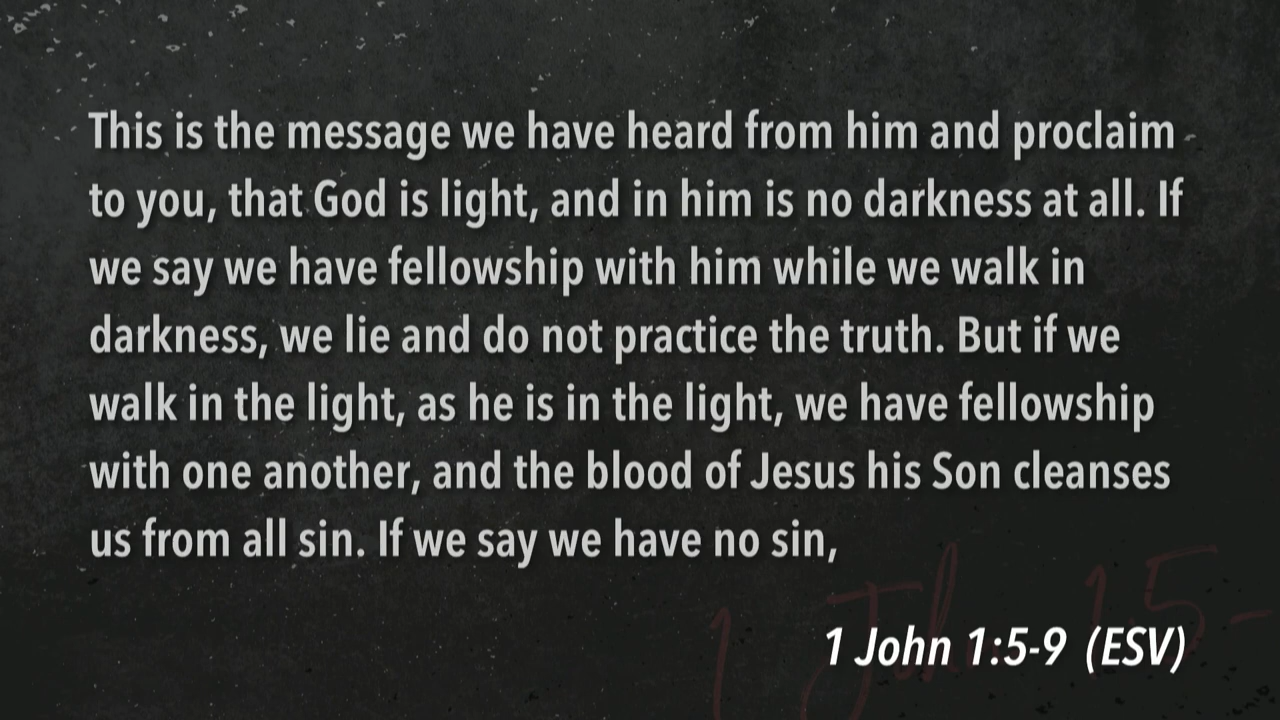 This is the message we have heard from him and proclaim
to you, that God is light, and in him is no darkness at all. If
we say we have fellowship with him while we walk in
darkness, we lie and do not practice the truth. But if we
walk in the light, as he is in the light, we have fellowship
with one another, and the blood of Jesus his Son cleanses
us from all sin. If we say we have no sin,
1 John 1:5-
1 John 1:5-9 (ESV)